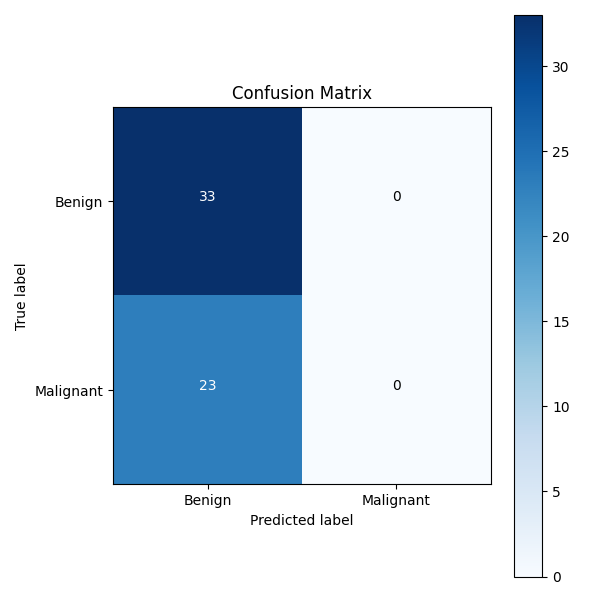 Confusion Matrix
True label
Benign
33
0
Malignant
23
0
Benign
Malignant
Predicted label
30
25
20
15
10
5
0